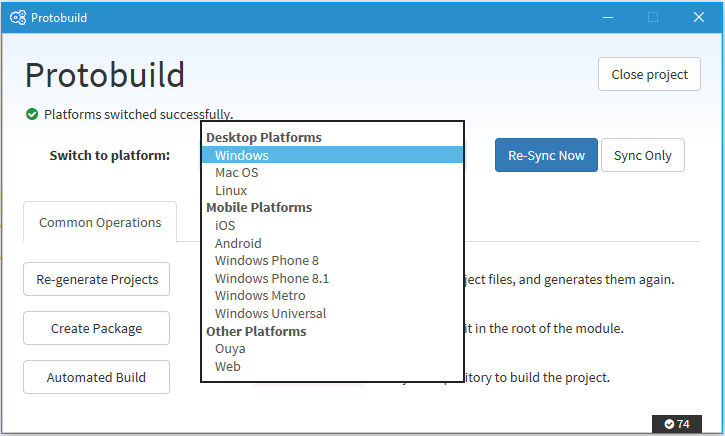 Protobuild
Protobuild
Close project
Platforms switched successfully.
Switch to platform:
Desktop Platforms
Windows
Mac OS
Linux
Mobile Platforms
iOS
Android
Windows Phone 8
Windows Phone 8.1
Windows Metro
Windows Universal
Other Platforms
Ouya
Web
Re-Sync Now
Sync Only
Common Operations
Re-generate Projects
files, and generates them again.
Create Package
it in the root of the module.
Automated Build
to build the project.
74